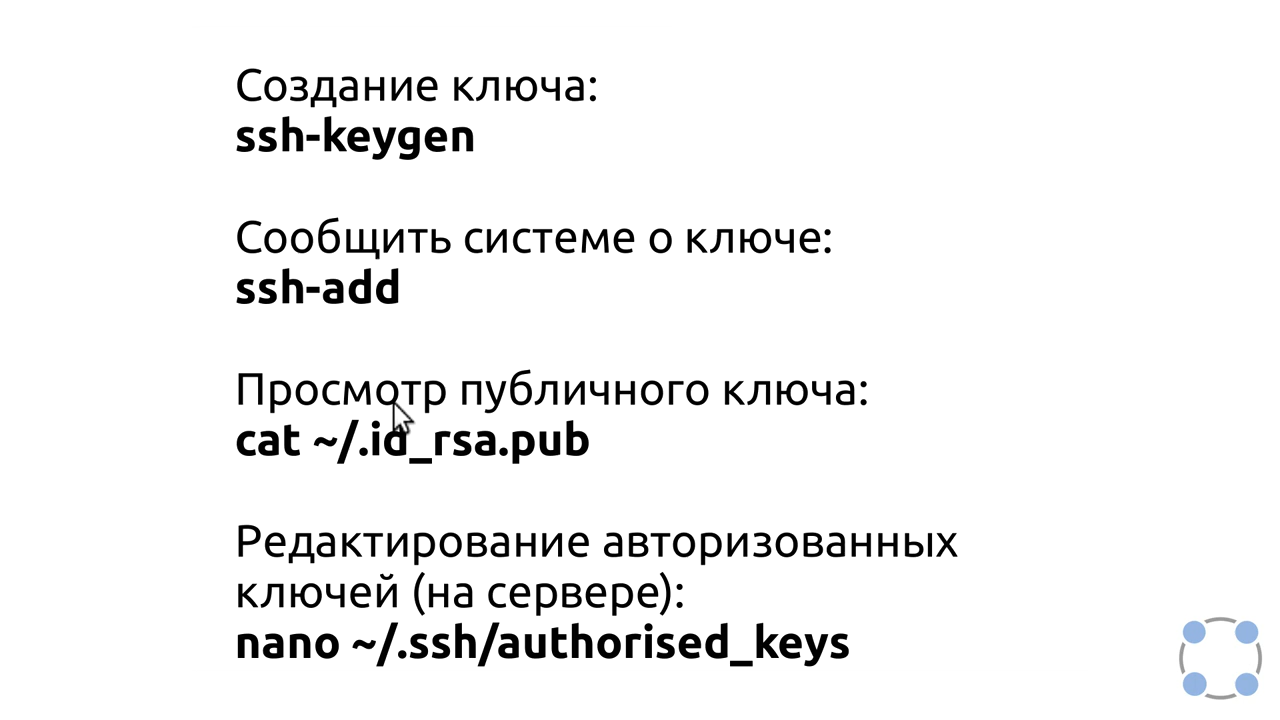 Создание ключа:
ssh-keygen
Сообщить системе о ключе:
ssh-add
Просмотр публичного ключа:
cat ~/.id_rsa.pub
Редактирование авторизованных
ключей (на сервере):
nano ~/.ssh/authorised_keys